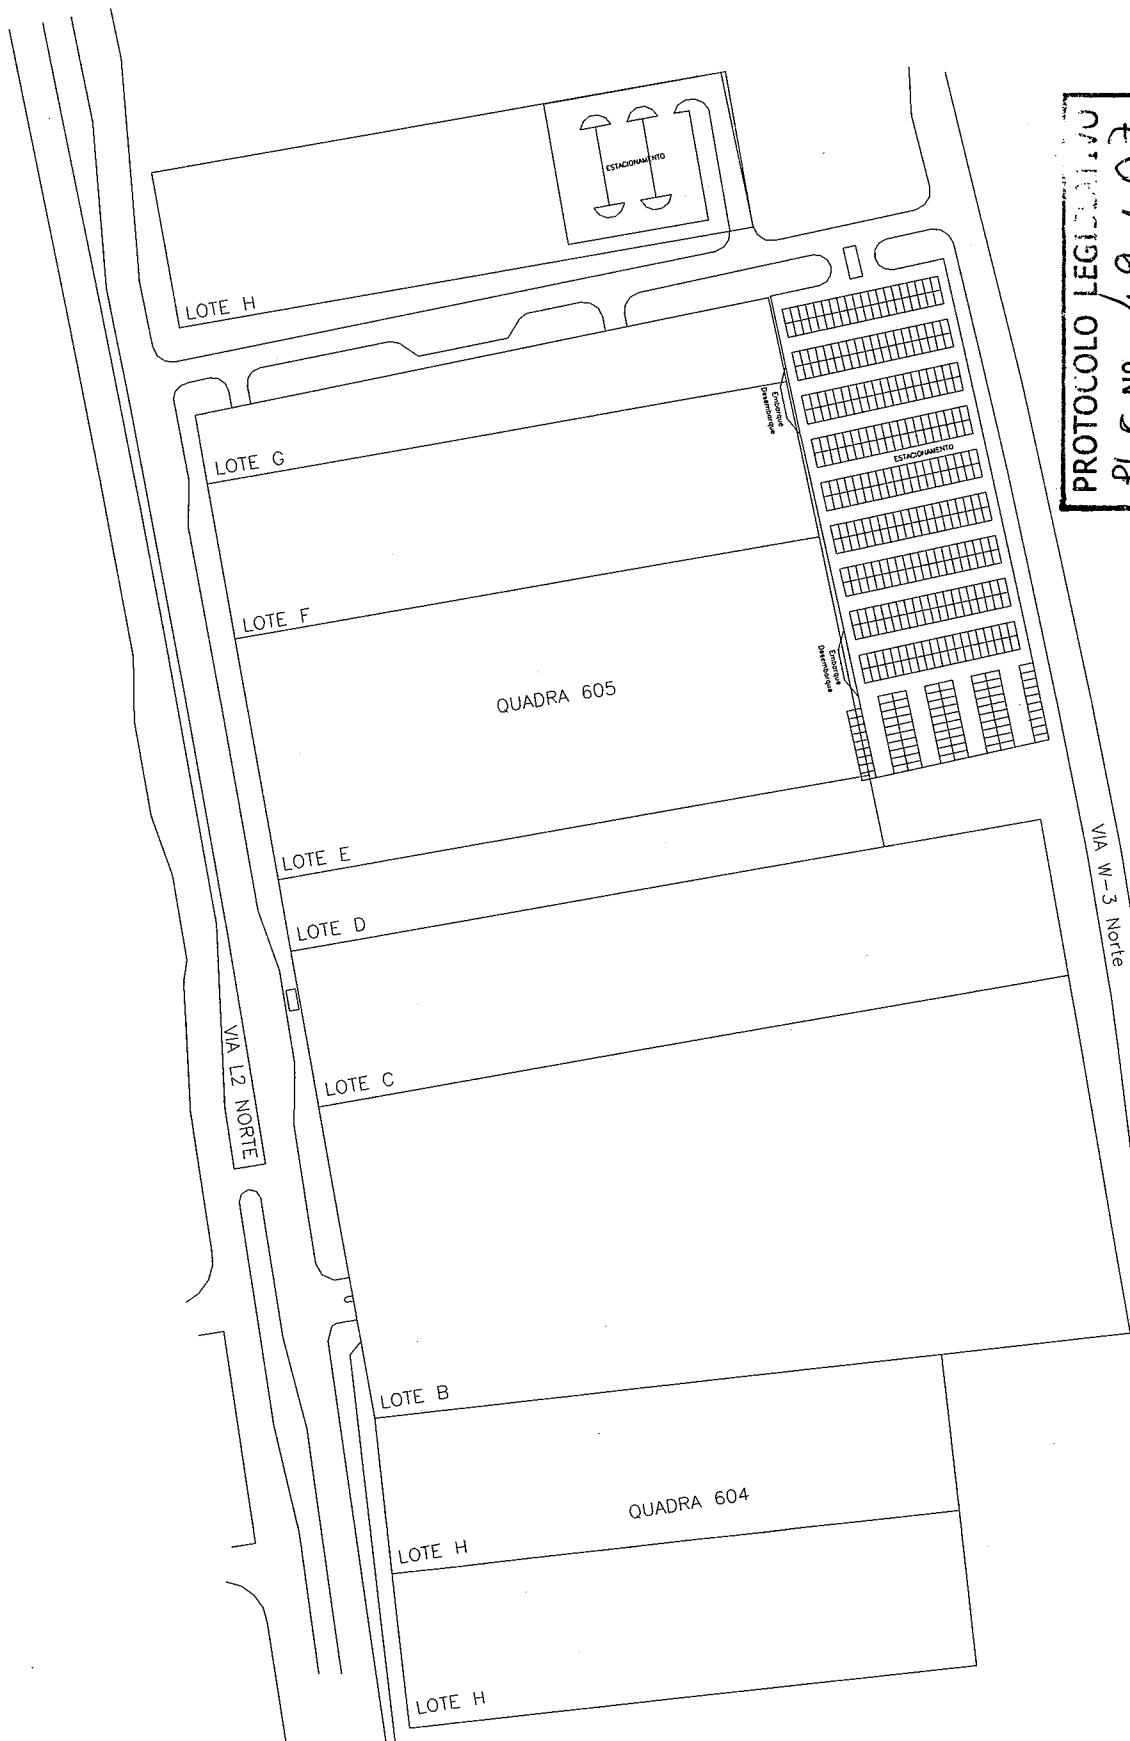 ESTACIONAMENTO
LOTE H
PROTOCOLO LEGISLATIVO
LOTE G
Embarque
Desembarque
ESTACIONAMENTO
LOTE F
Embarque
Desembarque
QUADRA 605
LOTE E
LOTE D
VIA W-3 Norte
LOTE C
VIA L2 NORTE
LOTE B
QUADRA 604
LOTE H
LOTE H